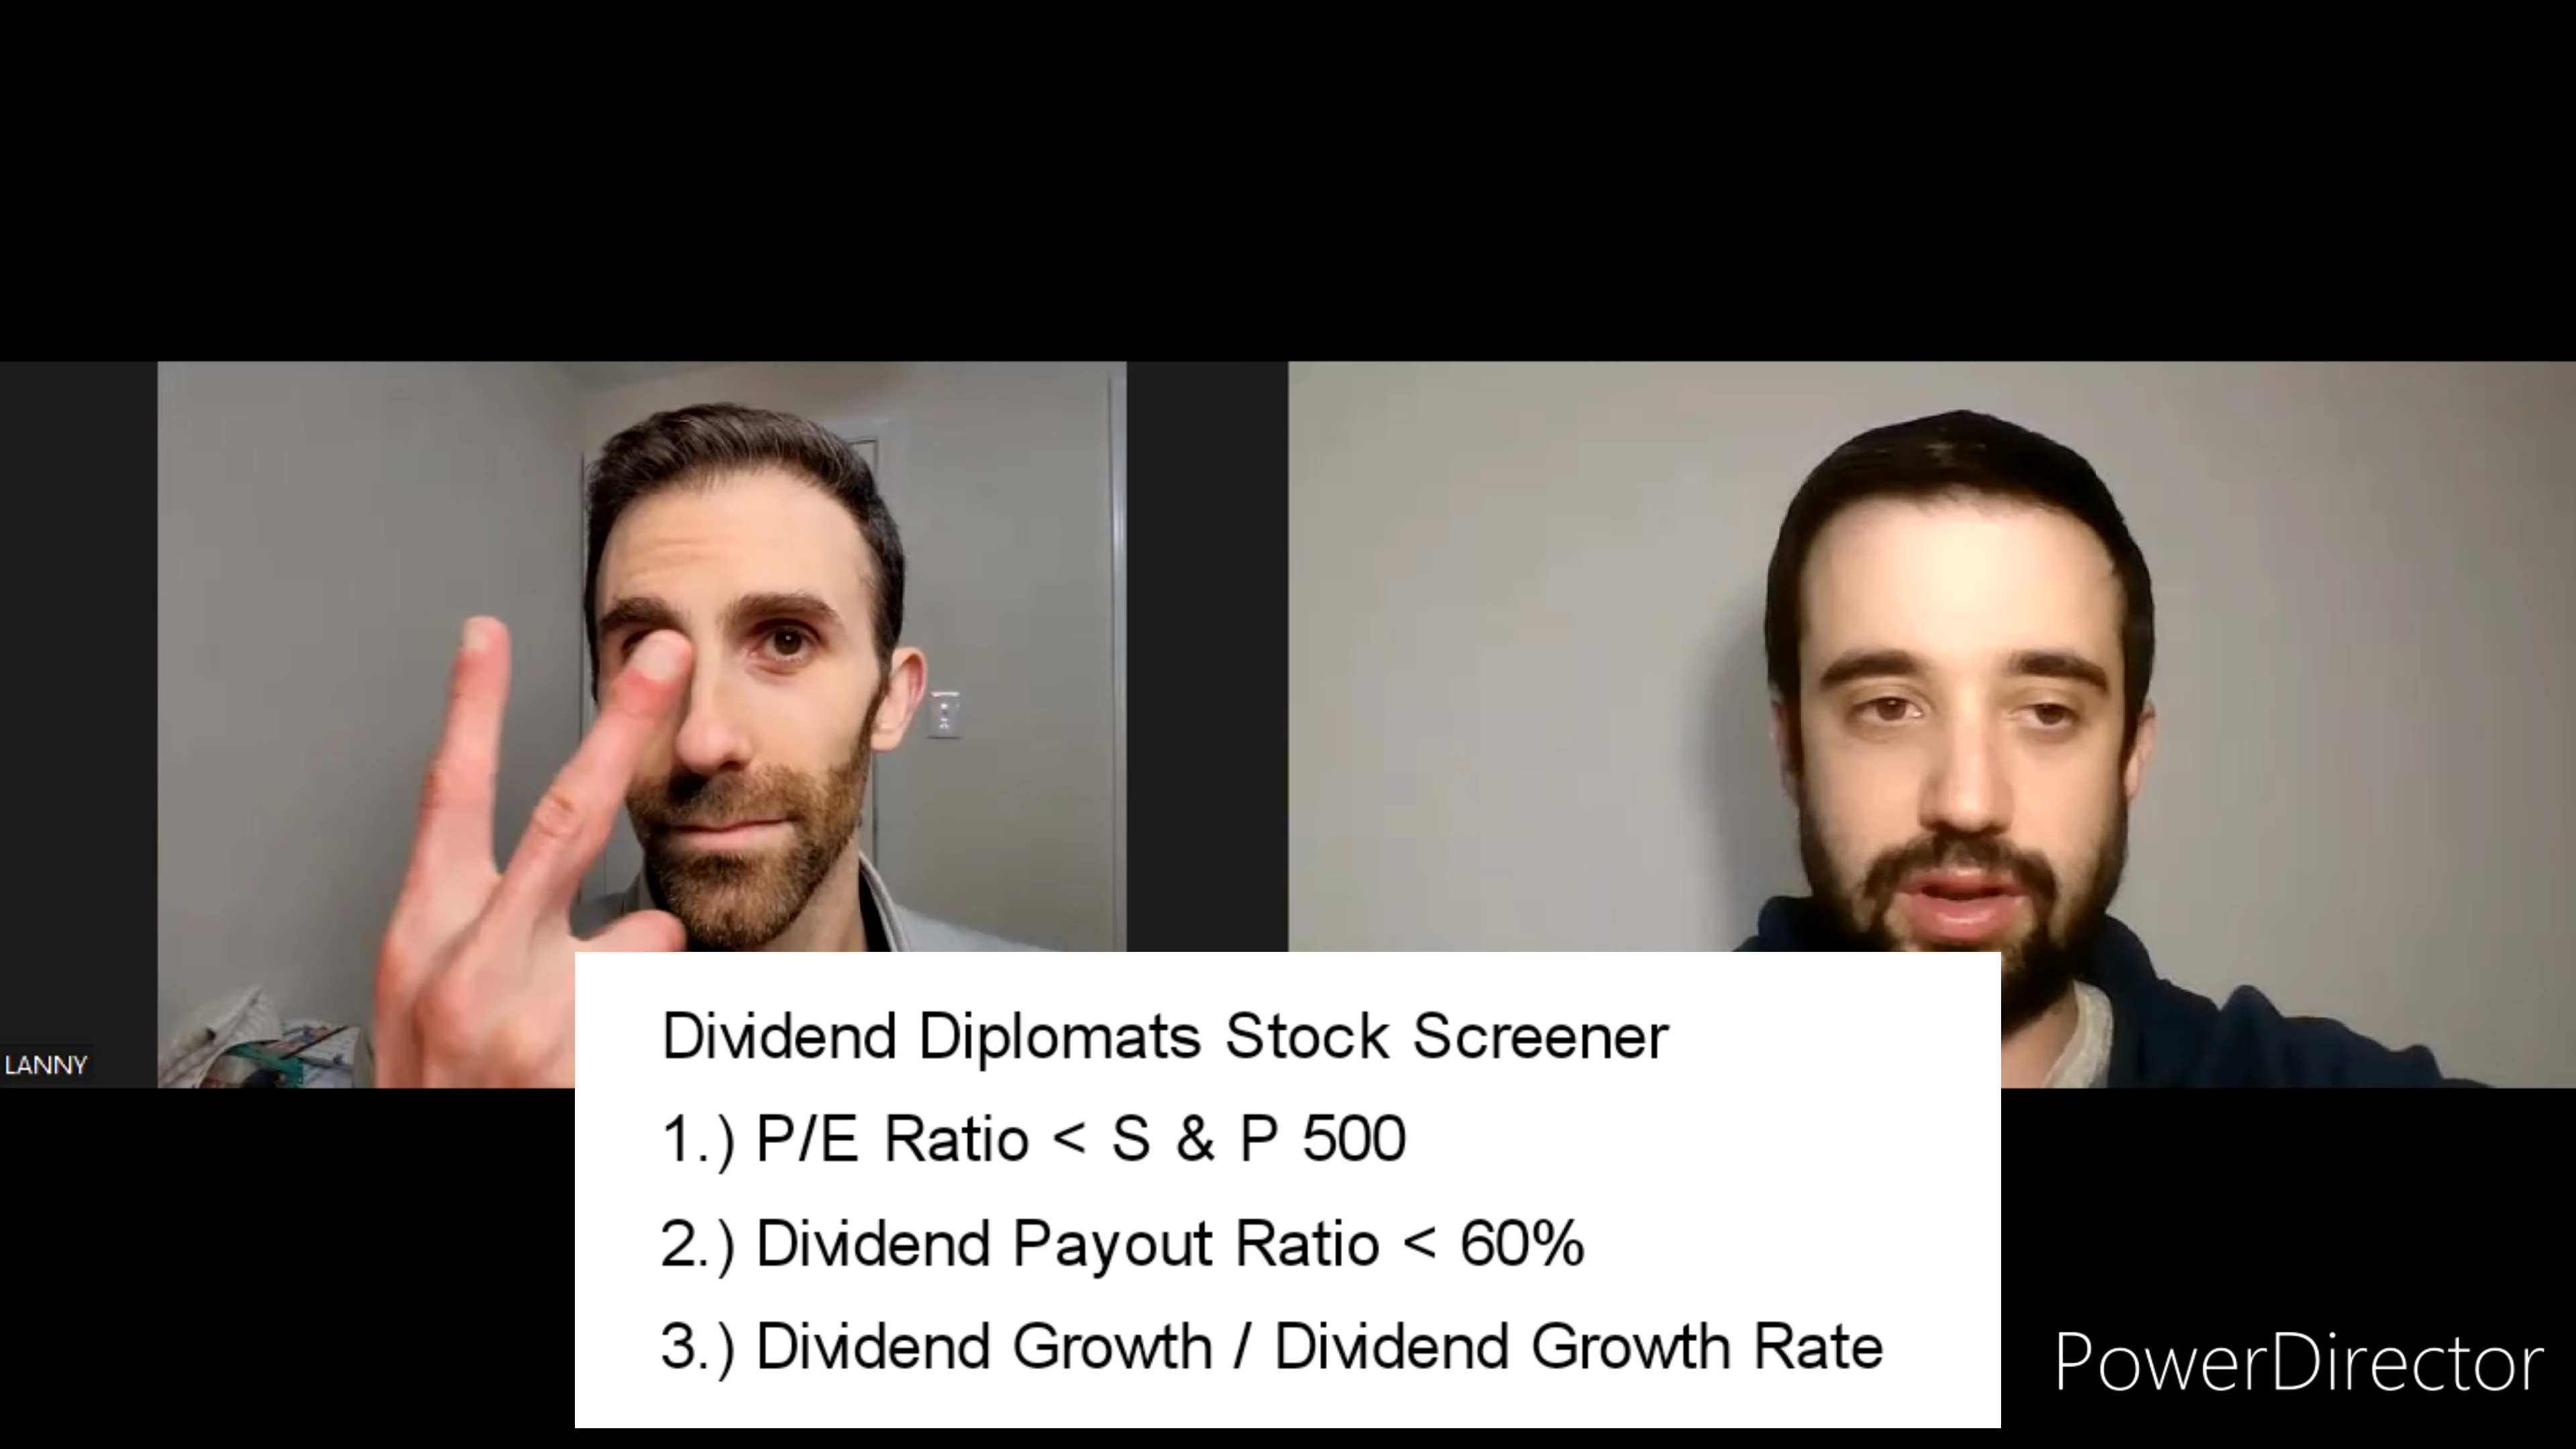 LANNY
Dividend Diplomats Stock Screener
1.) P/E Ratio < S & P 500
2.) Dividend Payout Ratio < 60%
3.) Dividend Growth / Dividend Growth Rate
PowerDirector